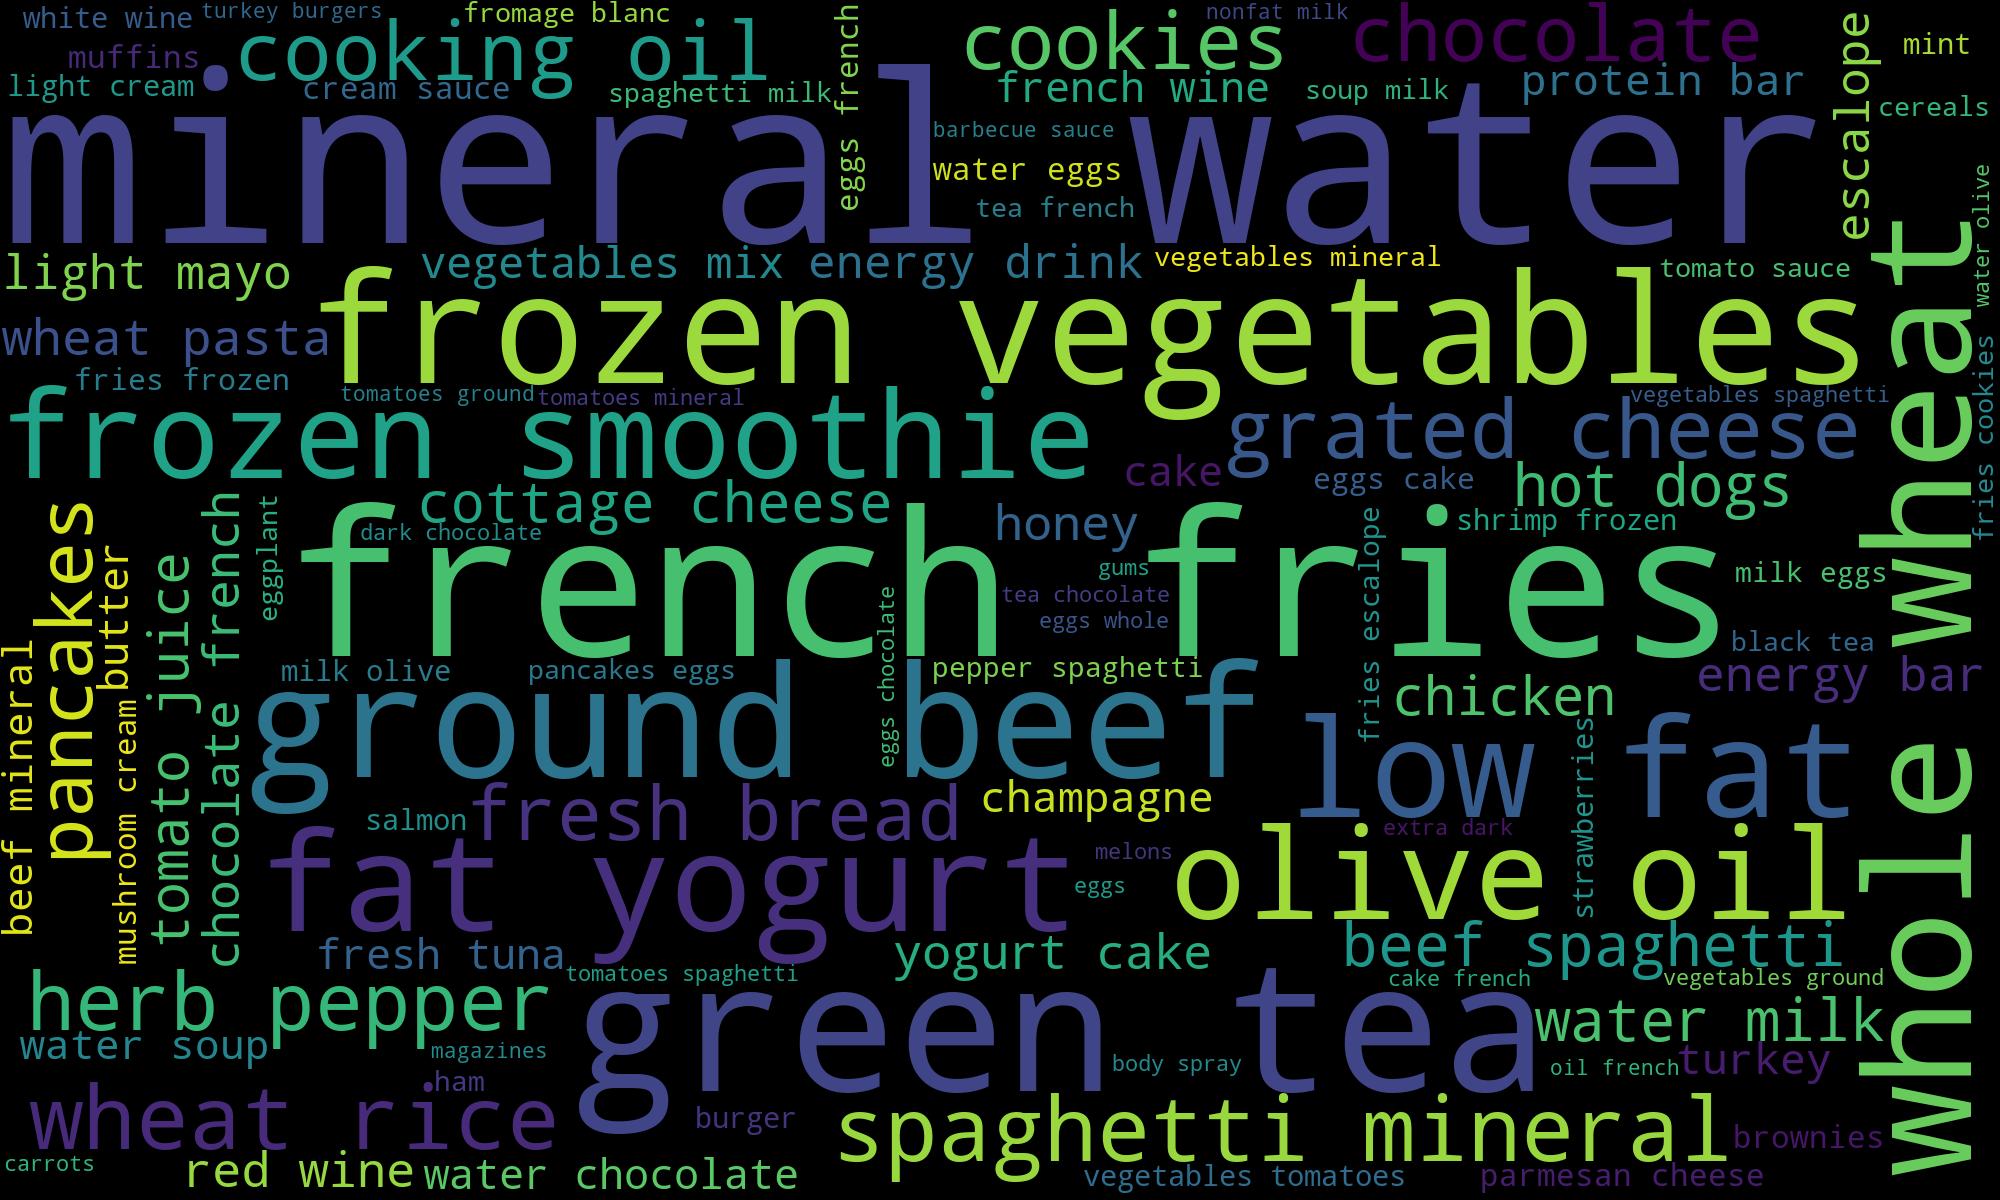 white wine
turkey burgers
fromage blanc
nonfat milk
cooking oil
cookies
chocolate
mint
muffins
light cream
cream sauce
spaghetti milk
eggs french
french wine
soup milk
protein bar
escalope
cereals
mineral water
barbecue sauce
water eggs
tea french
water olive
light mayo
vegetables mix
energy drink
vegetables mineral
tomato sauce
wheat pasta
frozen vegetables
whole wheat
fries cookies
fries frozen
tomatoes ground
tomatoes mineral
vegetables spaghetti
frozen smoothie
grated cheese
cake
eggs cake
hot dogs
cottage cheese
dark chocolate
honey
shrimp frozen
french fries
gums
tea chocolate
eggs whole
fries escalope
milk eggs
black tea
pancakes
butter
tomato juice
chocolate french
eggplant
eggs chocolate
beef mineral
mushroom cream
milk olive
pancakes eggs
pepper spaghetti
energy bar
chicken
ground beef
low fat
strawberries
champagne
salmon
fresh bread
extra dark
melons
eggs
fat yogurt
olive oil
fresh tuna
yogurt cake
beef spaghetti
tomatoes spaghetti
cake french
vegetables ground
herb pepper
green tea
water milk
water soup
magazines
body spray
oil french
turkey
ham
wheat rice
burger
spaghetti mineral
brownies
carrots
red wine
water chocolate
vegetables tomatoes
parmesan cheese